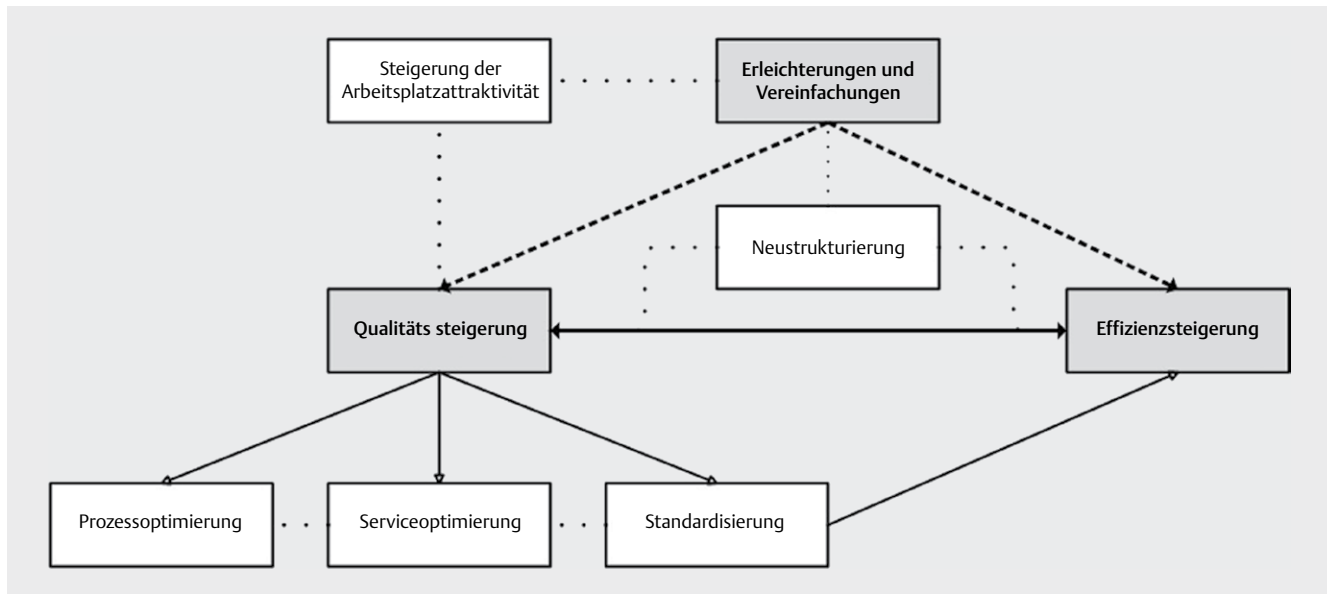 Steigerung der
Arbeitsplatzattraktivität
Erleichterungen und
Vereinfachungen
Neustrukturierung
Qualitäts steigerung
Effizienzsteigerung
Prozessoptimierung
Serviceoptimierung
Standardisierung